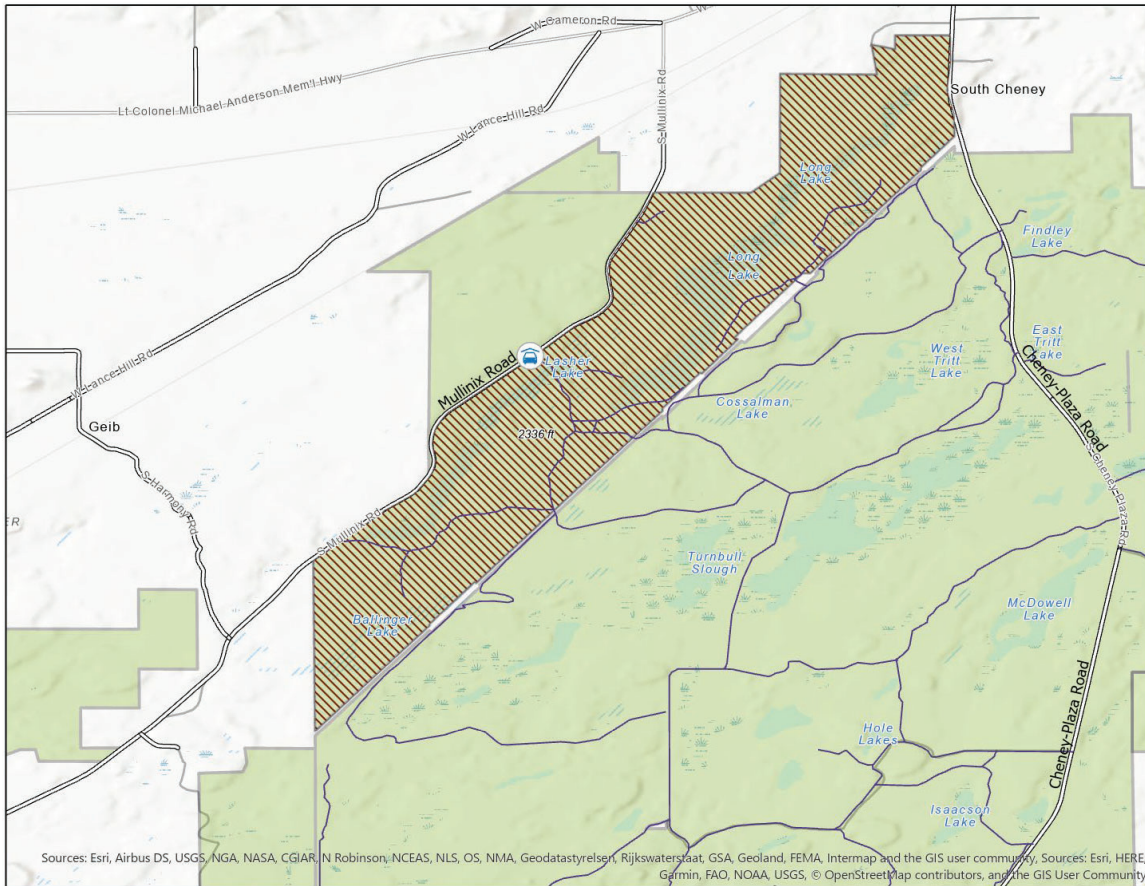 W Cameron Rd
Lt Colonel Michael Anderson Mem'l Hwy
W Lance Hill Rd
S Mullinix Rd
South Cheney
Long
Lake
Findley
Lake
Long
Lake
East
Tritt
Lake
West
Tritt
Lake
W Lance Hill Rd
Mullinix Road
Lasher
Lake
Cheney-Plaza Road
Cossalman
Lake
Geib
2336 ft
S Cheney Plaza Rd
S Harmony Rd
S Mullinix Rd
ER
Turnbull
Slough
McDowell
Lake
Ballinger
Lake
Cheney-Plaza Road
Hole
Lakes
Isaacson
Lake
Sources: Esri, Airbus DS, USGS, NGA, NASA, CGIAR, N Robinson, NCEAS, NLS, OS, NMA, Geodatastyrelsen, Rijkswaterstaat, GSA, Geoland, FEMA, Intermap and the GIS user community, Sources: Esri, HERE,
Garmin, FAO, NOAA, USGS, © OpenStreetMap contributors, and the GIS User Community